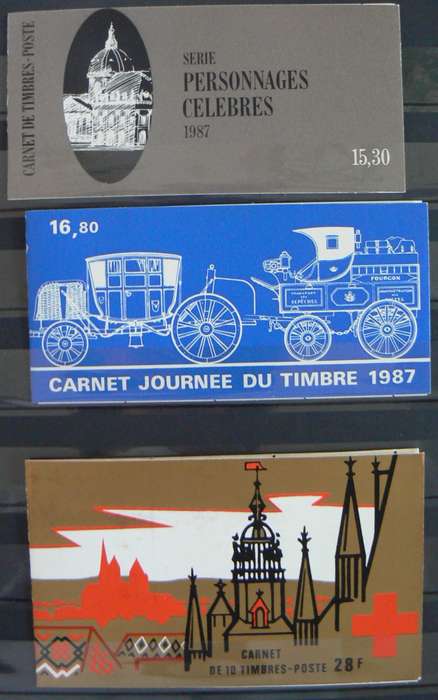 CARNET DE TIMBRES-POSTE
SERIE
PERSONNAGES
CELEBRES
1987
15,30
16,80
FOURGON
CARNET JOURNEE DU TIMBRE 1987
CARNET
DE 10 TIMBRES-POSTE 28F